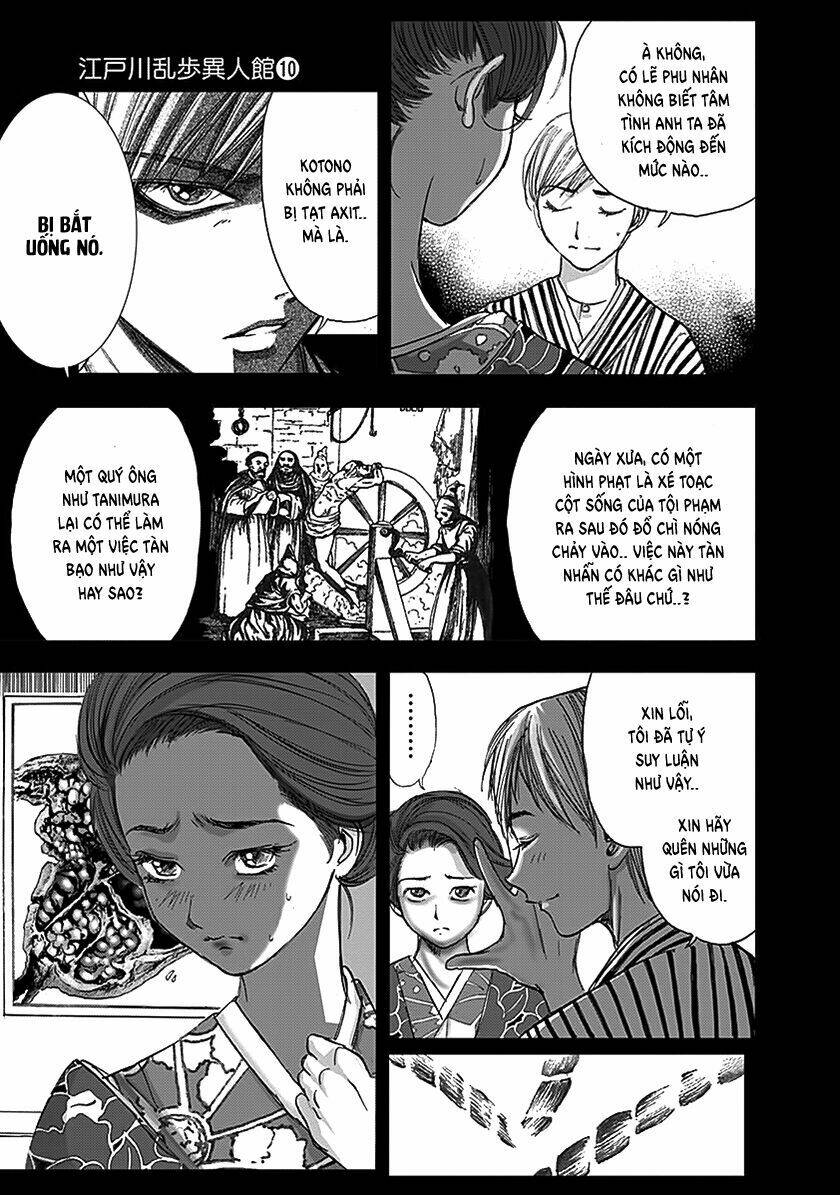 江戸川乱歩異人館⑩
À KHÔNG,
CÓ LẼ PHU NHÂN
KHÔNG BIẾT TÂM
TÌNH ANH TA ĐÃ
KÍCH ĐỘNG ĐẾN
MỨC NÀO..
KOTONO
KHÔNG PHẢI
BỊ TẠT AXIT..
MÀ LÀ.
BỊ BẮT
UỐNG NÓ.
NGÀY XƯA, CÓ MỘT
HÌNH PHẠT LÀ XÉ TOẠC
CỘT SỐNG CỦA TỘI PHẠM
RA SAU ĐÓ ĐỔ CHÌ NÓNG
CHẢY VÀO.. VIỆC NÀY TÀN
NHẪN CÓ KHÁC GÌ NHƯ
THẾ ĐÂU CHỨ..?
MỘT QUÝ ÔNG
NHƯ TANIMURA
LẠI CÓ THỂ LÀM
RA MỘT VIỆC TÀN
BẠO NHƯ VẬY
HAY SAO?
XIN LỖI,
TÔI ĐÃ TỰ Ý
SUY LUẬN
NHƯ VẬY..
XIN HÃY
QUÊN NHỮNG
GÌ TÔI VỪA
NÓI ĐI.
........